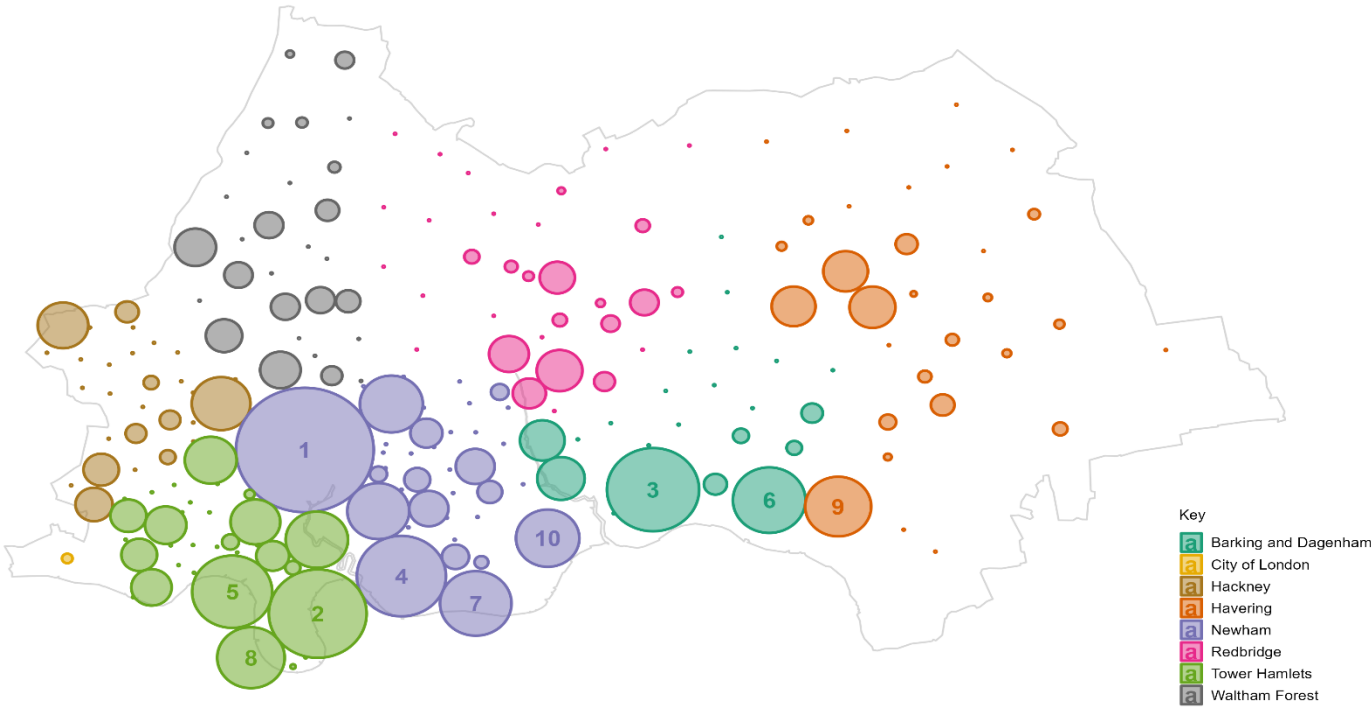 1
3
6
9
10
4
7
5
2
8
Key
a Barking and Dagenham
a City of London
a Hackney
a Havering
a Newham
a Redbridge
a Tower Hamlets
a Waltham Forest